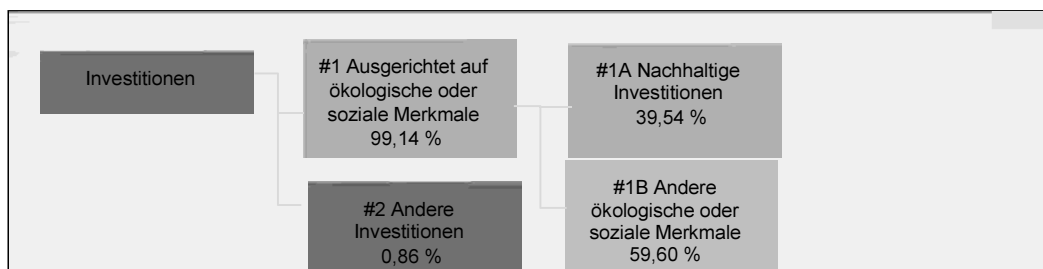 Investitionen
#1 Ausgerichtet auf
ökologische oder
soziale Merkmale
99,14 %
#2 Andere
Investitionen
0,86 %
#1A Nachhaltige
Investitionen
39,54 %
#1B Andere
ökologische oder
soziale Merkmale
59,60 %